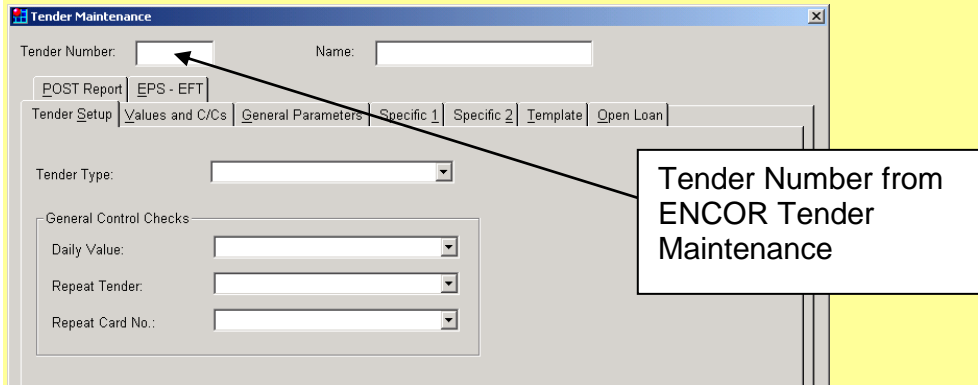 Tender Maintenance
Tender Number: Name:
POST Report EPS - EFT
Tender Setup Values and C/Cs General Parameters Specific 1 Specific 2 Template Open Loan
Tender Type:
General Control Checks
Daily Value:
Repeat Tender:
Repeat Card No.:
Tender Number from
ENCOR Tender
Maintenance